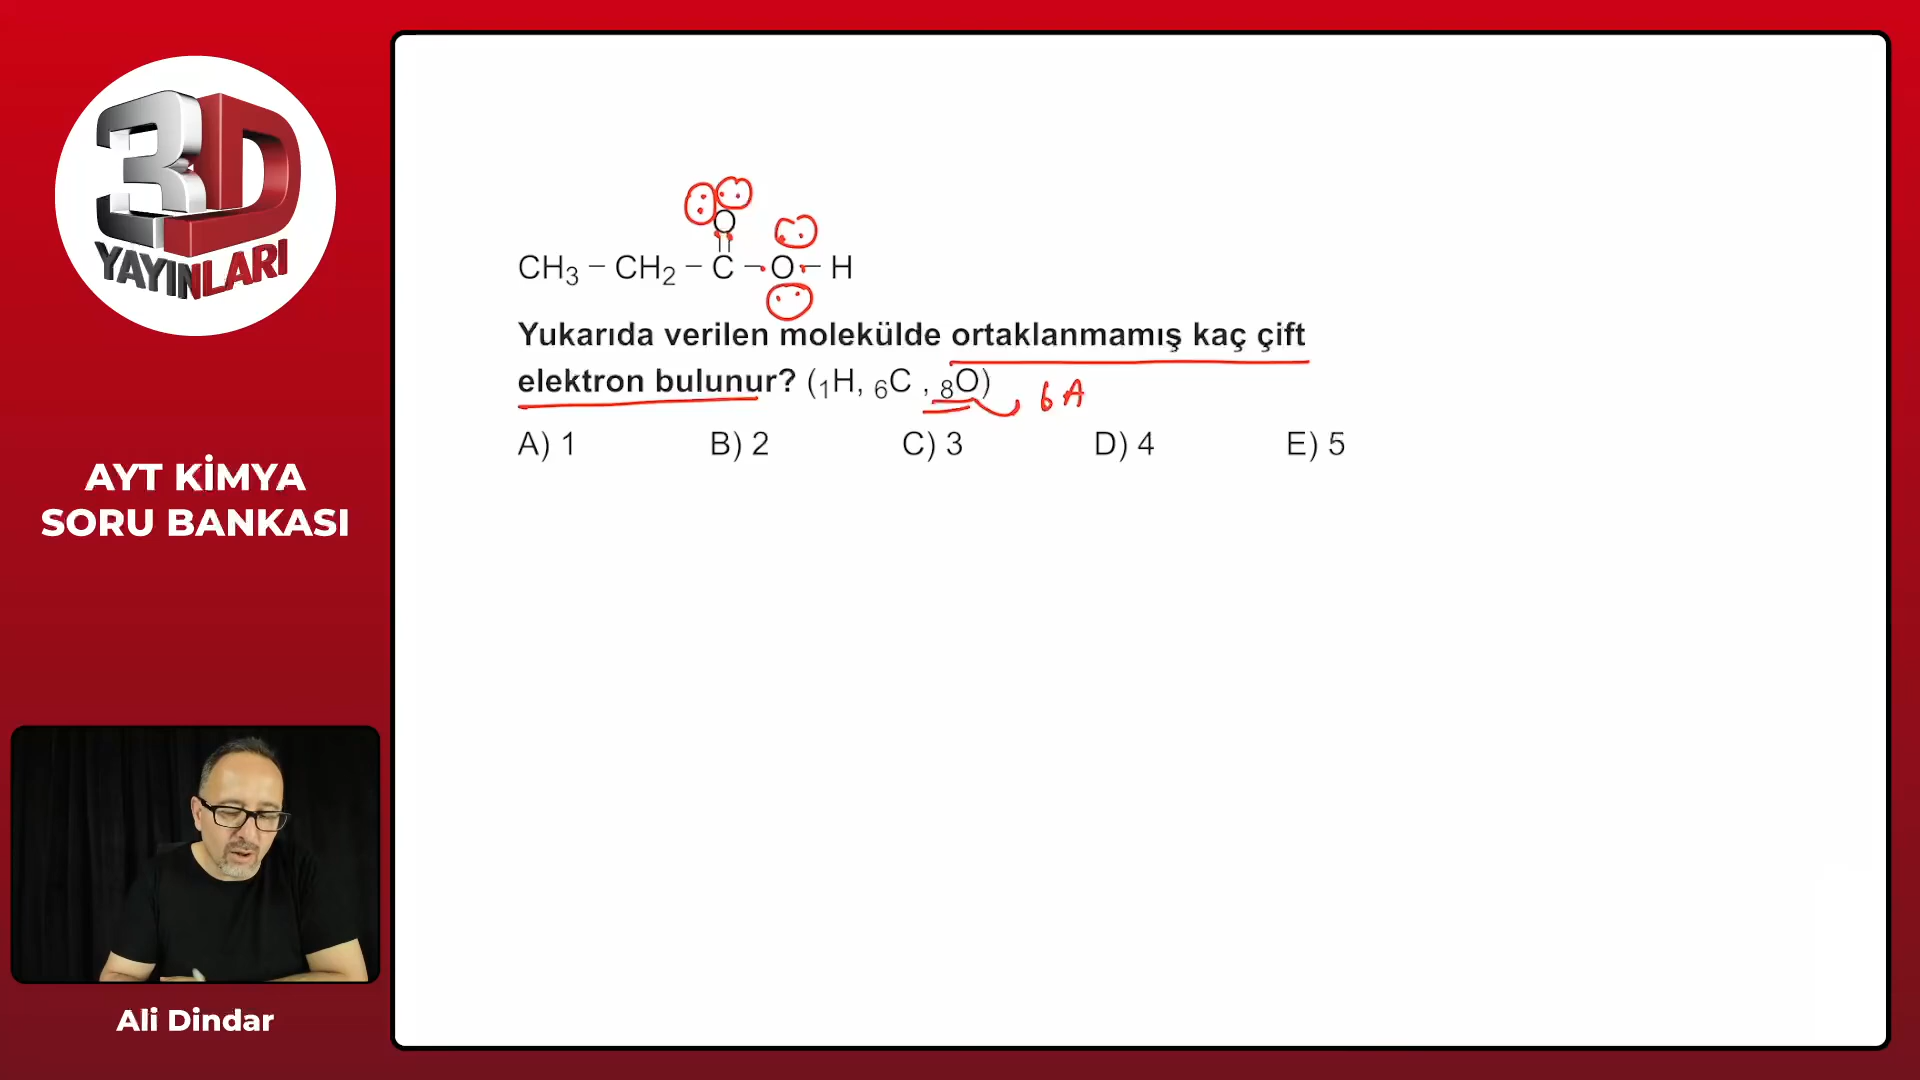 3D
YAYINLARI
AYT KİMYA
SORU BANKASI
Ali Dindar
O
CH₃ – CH₂ – C – O – H
Yukarıda verilen molekülde ortaklanmamış kaç çift
elektron bulunur? (₁H, ₆C , ₈O) 6A
A) 1 B) 2 C) 3 D) 4 E) 5